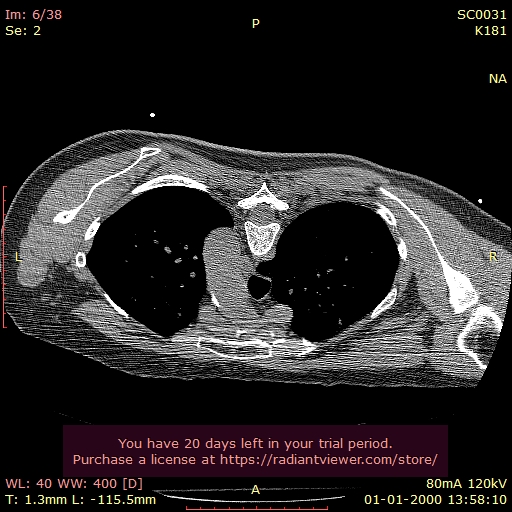 Im: 6/38
Se: 2
P
SC0031
K181
NA
L
R
You have 20 days left in your trial period.
Purchase a license at https://radiantviewer.com/store/
WL: 40 WW: 400 [D]
T: 1.3mm L: -115.5mm
A
80mA 120kV
01-01-2000 13:58:10